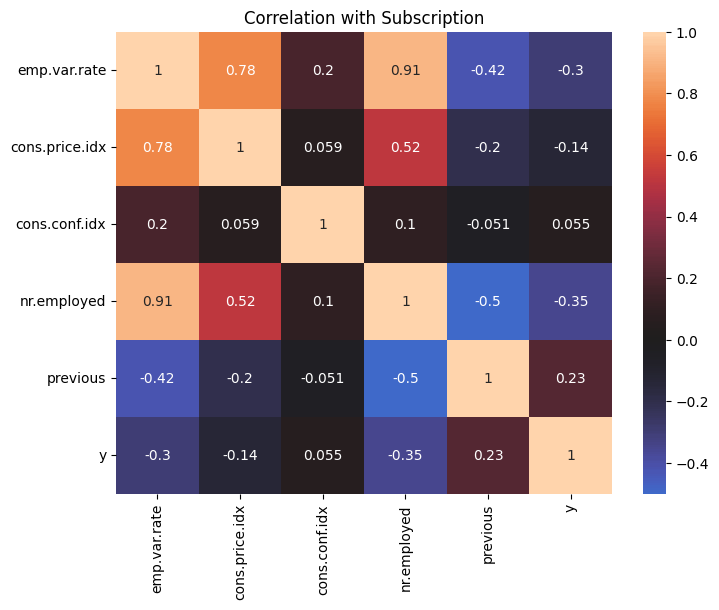 Correlation with Subscription
emp.var.rate 1 0.78 0.2 0.91 -0.42 -0.3
cons.price.idx 0.78 1 0.059 0.52 -0.2 -0.14
cons.conf.idx 0.2 0.059 1 0.1 -0.051 0.055
nr.employed 0.91 0.52 0.1 1 -0.5 -0.35
previous -0.42 -0.2 -0.051 -0.5 1 0.23
y -0.3 -0.14 0.055 -0.35 0.23 1
emp.var.rate
cons.price.idx
cons.conf.idx
nr.employed
previous
y
1.0
0.8
0.6
0.4
0.2
0.0
−0.2
−0.4